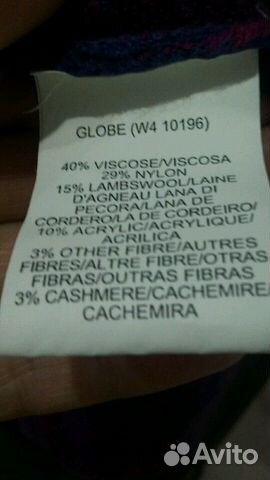 GLOBE (W4 10196)
40% VISCOSE/VISCOSA
29% NYLON
15% LAMBSWOOL/LAINE
D'AGNEAU LANA DI
PECORA/LANA DE
CORDERO/LA DE CORDEIRO/
10% ACRYLIC/ACRYLIQUE/
ACRILICA
3% OTHER FIBRE/AUTRES
FIBRES/ALTRE FIBRE/OTRAS
FIBRAS/OUTRAS FIBRAS
3% CASHMERE/CACHEMIRE/
CACHEMIRA
Avito